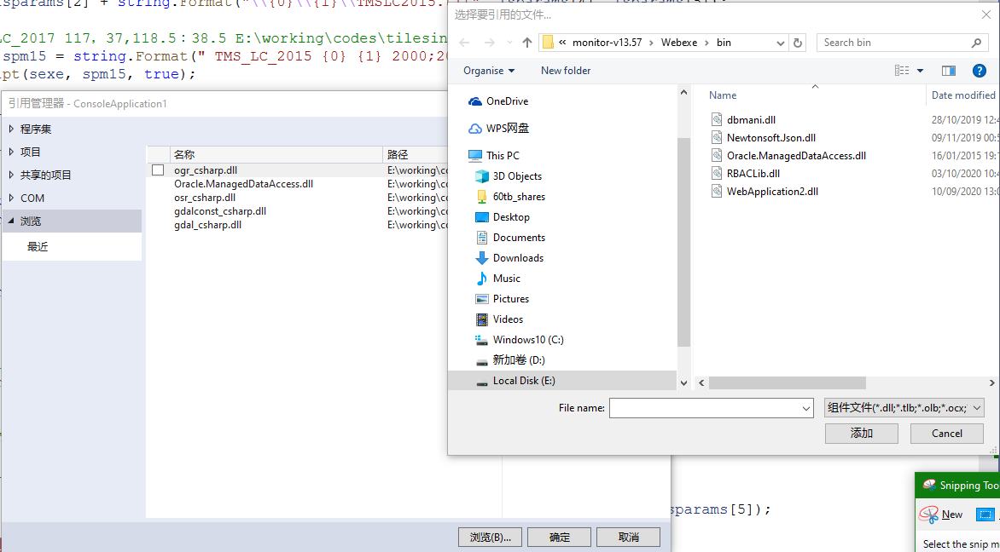 sparams[2] + string.Format("\\{0}\\{1}\\TMSLC2015.
LC_2017 117, 37,118.5：38.5 E:\working\codes\tilesin
spm15 = string.Format(" TMS_LC_2015 {0} {1} 2000;20
pt(sexe, spm15, true);
引用管理器 - ConsoleApplication1
程序集
项目
共享的项目
COM
浏览
最近
名称
路径
ogr_csharp.dll
E:\working\co
Oracle.ManagedDataAccess.dll
E:\working\co
osr_csharp.dll
E:\working\co
gdalconst_csharp.dll
E:\working\co
gdal_csharp.dll
E:\working\co
浏览(B)...
确定
取消
选择要引用的文件...
« monitor-v13.57 > Webexe > bin
Search bin
Organise
New folder
OneDrive
WPS网盘
This PC
3D Objects
60tb_shares
Desktop
Documents
Downloads
Music
Pictures
Videos
Windows10 (C:)
新加卷 (D:)
Local Disk (E:)
Name
Date modified
dbmani.dll
28/10/2019 12:4
Newtonsoft.Json.dll
09/11/2019 00:5
Oracle.ManagedDataAccess.dll
16/01/2015 19:
RBACLib.dll
03/10/2020 10:4
WebApplication2.dll
10/09/2020 13:0
File name:
组件文件(*.dll;*.tlb;*.olb;*.ocx;
添加
Cancel
sparams[5]);
Snipping Too
New
Select the snip m